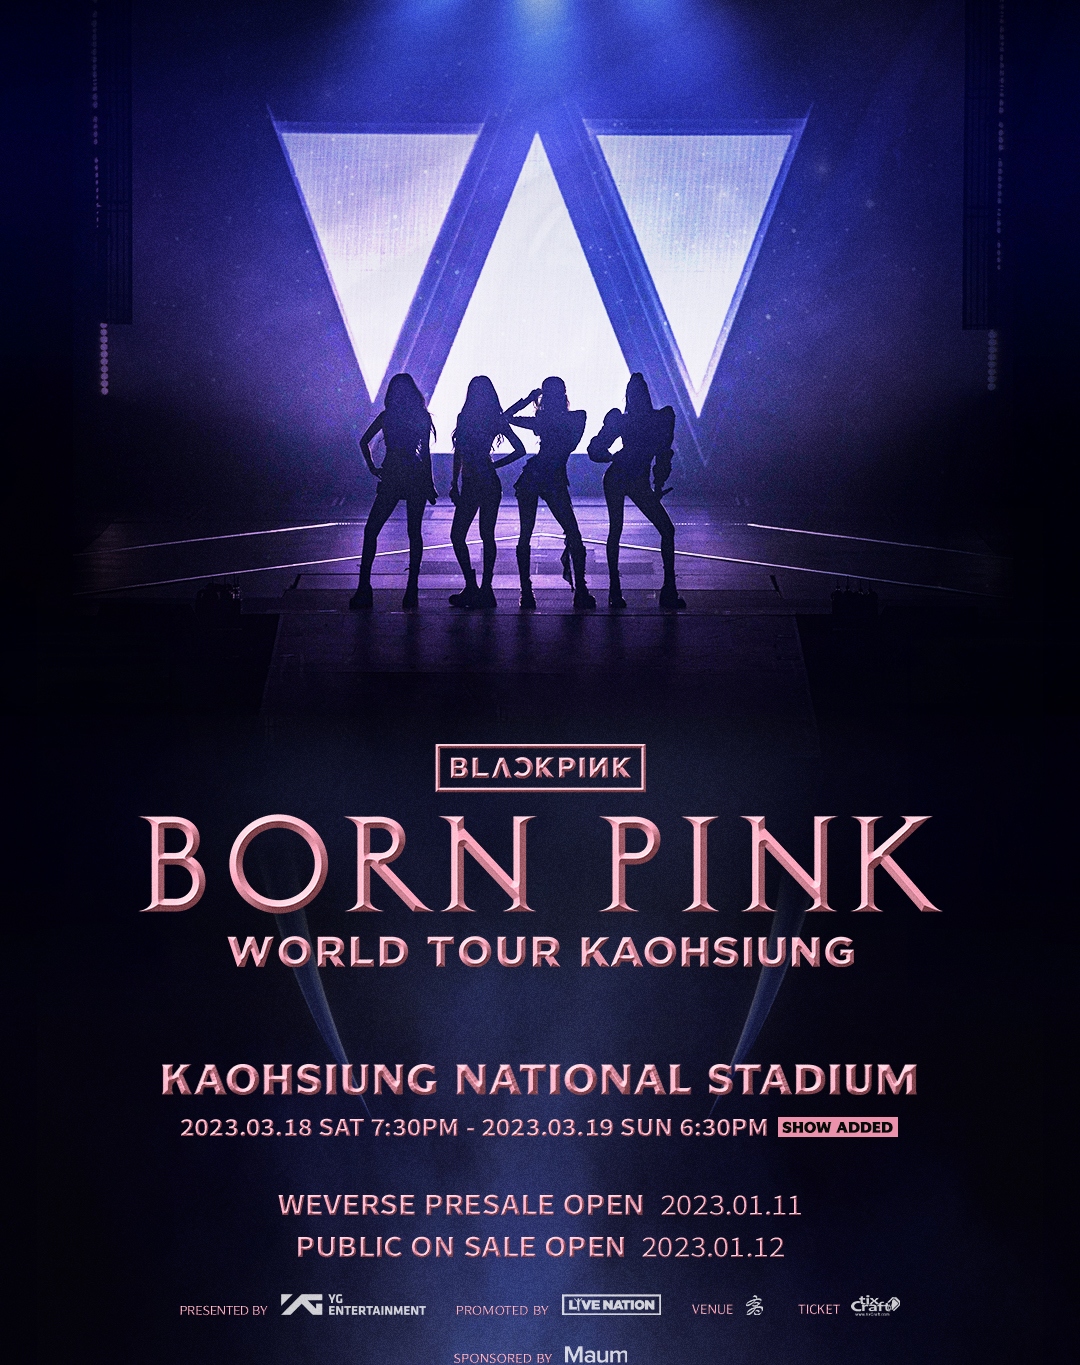 BLACKPINK
BORN PINK
WORLD TOUR KAOHSIUNG
KAOHSIUNG NATIONAL STADIUM
2023.03.18 SAT 7:30PM - 2023.03.19 SUN 6:30PM SHOW ADDED
WEVERSE PRESALE OPEN 2023.01.11
PUBLIC ON SALE OPEN 2023.01.12
PRESENTED BY YG ENTERTAINMENT PROMOTED BY LIVE NATION VENUE TICKET tixCraft
SPONSORED BY Maum